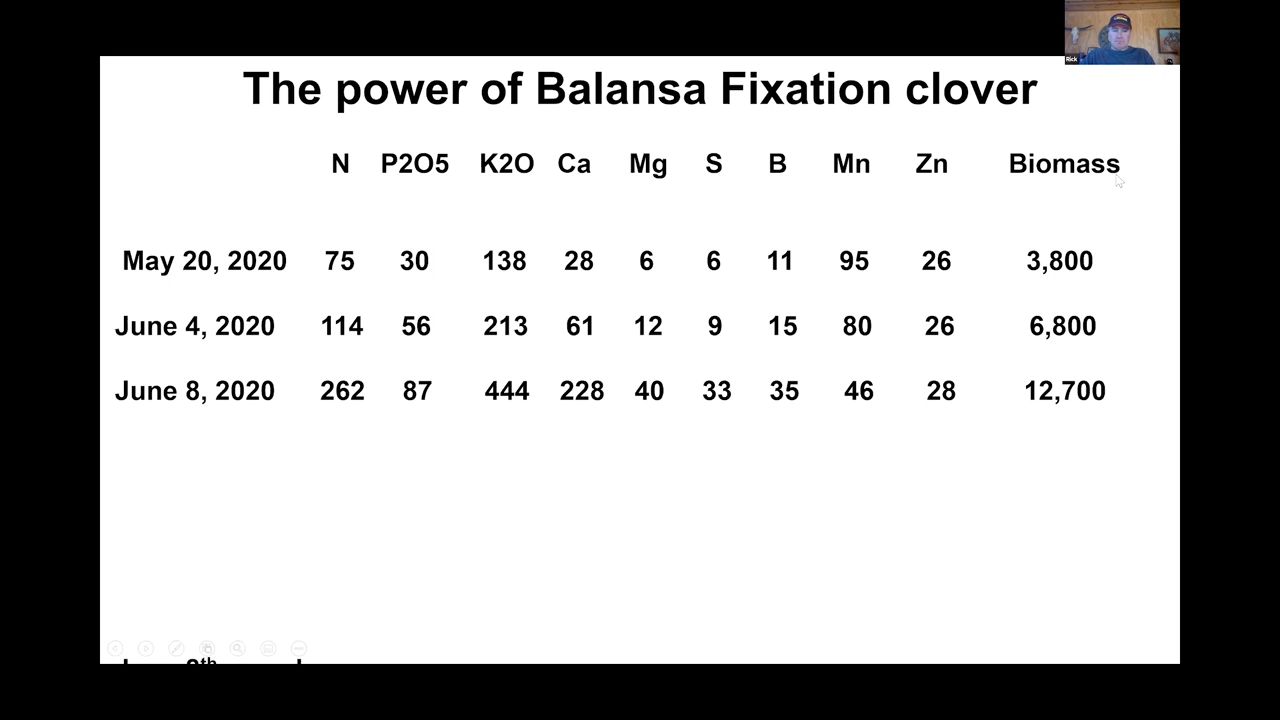 Rick
The power of Balansa Fixation clover
N P2O5 K2O Ca Mg S B Mn Zn Biomass
May 20, 2020 75 30 138 28 6 6 11 95 26 3,800
June 4, 2020 114 56 213 61 12 9 15 80 26 6,800
June 8, 2020 262 87 444 228 40 33 35 46 28 12,700